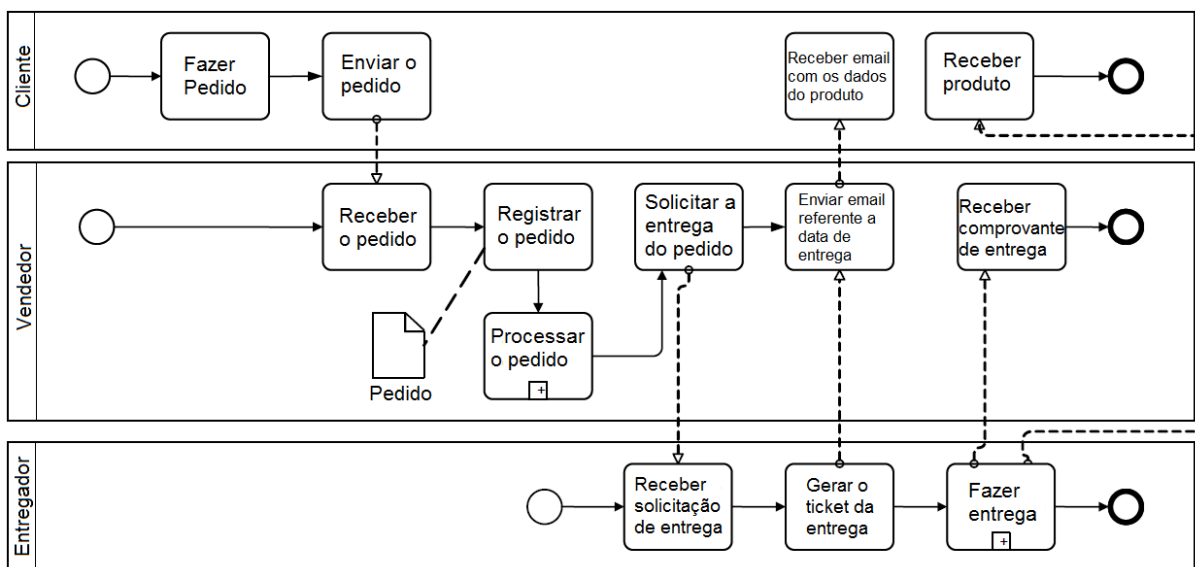 Cliente
Fazer
Pedido
Enviar o
pedido
Receber email
com os dados
do produto
Receber
produto
Vendedor
Receber
o pedido
Registrar
o pedido
Solicitar a
entrega
do pedido
Enviar email
referente a
data de
entrega
Receber
comprovante
de entrega
Pedido
Processar
o pedido
+
Entregador
Receber
solicitação
de entrega
Gerar o
ticket da
entrega
Fazer
entrega
+